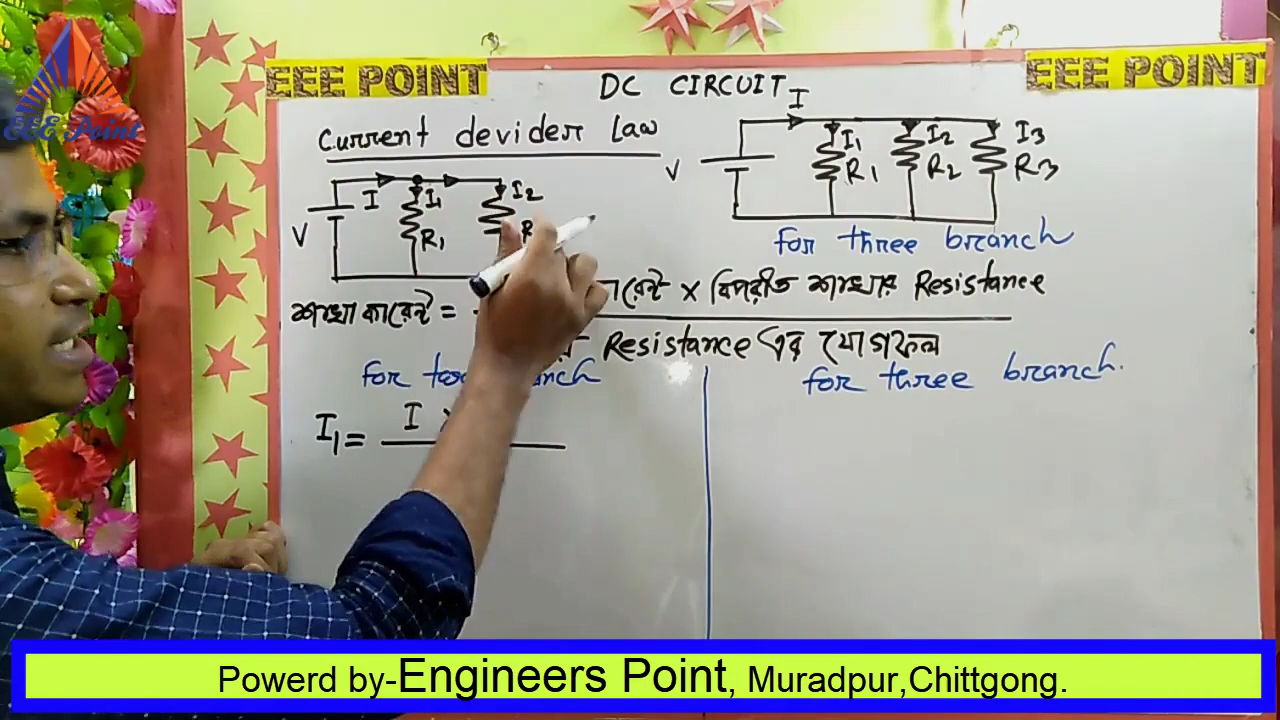 EEE POINT
DC CIRCUIT
EEE POINT
EEE Point
Current devider Law
I
I1 I2 I3
V R1 R2 R3
I I1 I2
V R1 R
for three branch
শাখা কারেন্ট = রেন্ট × বিপরীত শাখার Resistance
Resistance এর যোগফল
for branch
for three branch.
I1 = I
Powerd by-Engineers Point, Muradpur,Chittgong.